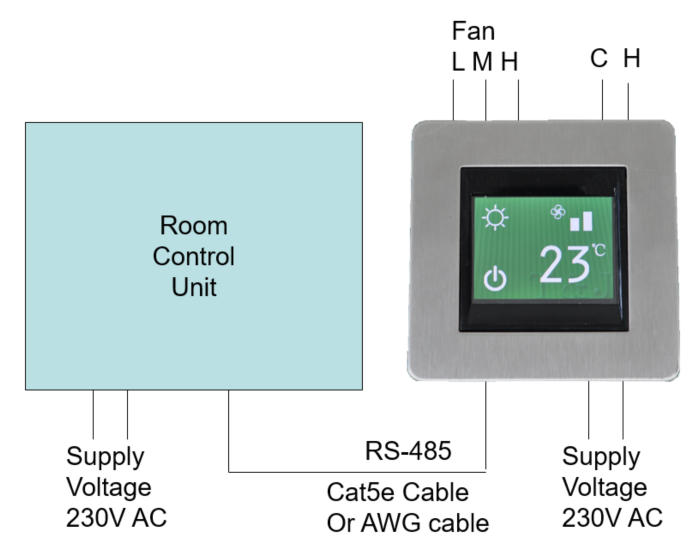 Fan
L M H
C H
Room
Control
Unit
23°C
RS-485
Cat5e Cable
Or AWG cable
Supply
Voltage
230V AC
Supply
Voltage
230V AC